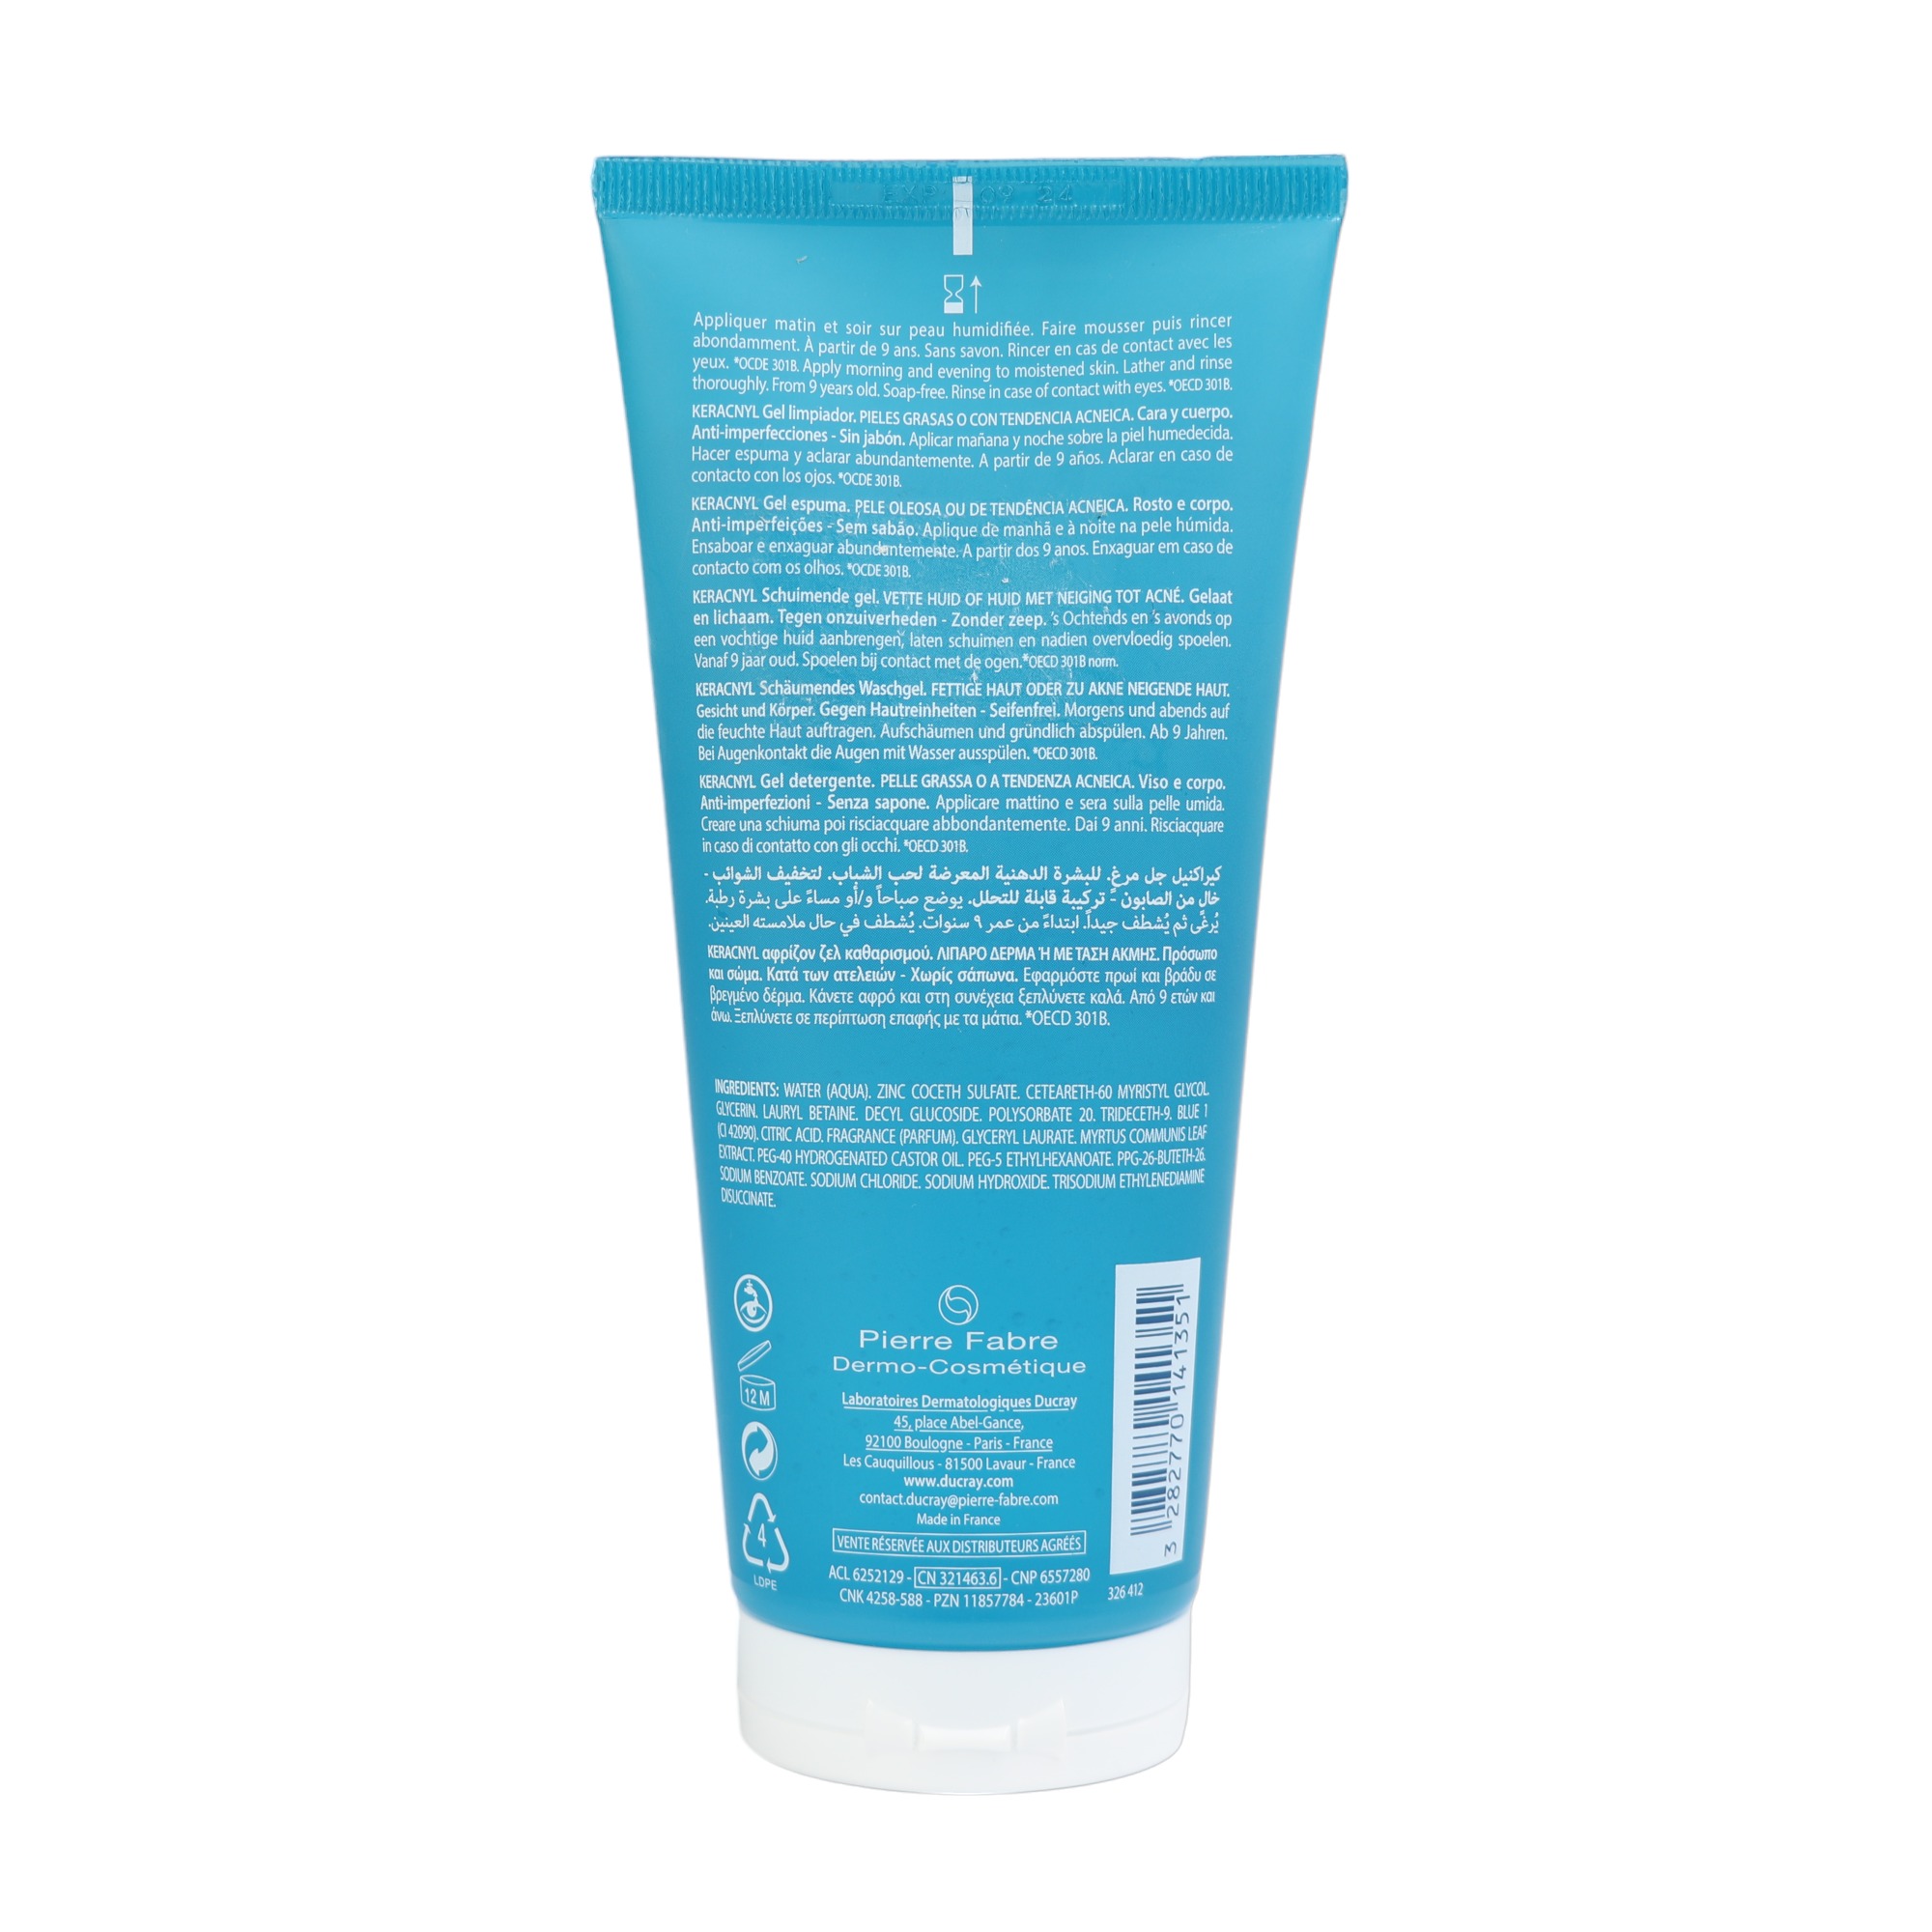 EXP 09 24
Appliquer matin et soir sur peau humidifiée. Faire mousser puis rincer
abondamment. À partir de 9 ans. Sans savon. Rincer en cas de contact avec les
yeux. *OCDE 301B. Apply morning and evening to moistened skin. Lather and rinse
thoroughly. From 9 years old. Soap-free. Rinse in case of contact with eyes. *OECD 301B.
KERACNYL Gel limpiador. PIELES GRASAS O CON TENDENCIA ACNEICA. Cara y cuerpo.
Anti-imperfecciones - Sin jabón. Aplicar mañana y noche sobre la piel humedecida.
Hacer espuma y aclarar abundantemente. A partir de 9 años. Aclarar en caso de
contacto con los ojos. *OCDE 301B.
KERACNYL Gel espuma. PELE OLEOSA OU DE TENDÊNCIA ACNEICA. Rosto e corpo.
Anti-imperfeições - Sem sabão. Aplique de manhã e à noite na pele húmida.
Ensaboar e enxaguar abundantemente. A partir dos 9 anos. Enxaguar em caso de
contacto com os olhos. *OCDE 301B.
KERACNYL Schuimende gel. VETTE HUID OF HUID MET NEIGING TOT ACNÉ. Gelaat
en lichaam. Tegen onzuiverheden - Zonder zeep. 's Ochtends en 's avonds op
een vochtige huid aanbrengen, laten schuimen en nadien overvloedig spoelen.
Vanaf 9 jaar oud. Spoelen bij contact met de ogen.*OECD 301B norm.
KERACNYL Schäumendes Waschgel. FETTIGE HAUT ODER ZU AKNE NEIGENDE HAUT.
Gesicht und Körper. Gegen Hautreinheiten - Seifenfrei. Morgens und abends auf
die feuchte Haut auftragen. Aufschäumen und gründlich abspülen. Ab 9 Jahren.
Bei Augenkontakt die Augen mit Wasser ausspülen. *OECD 301B.
KERACNYL Gel detergente. PELLE GRASSA O A TENDENZA ACNEICA. Viso e corpo.
Anti-imperfezioni - Senza sapone. Applicare mattino e sera sulla pelle umida.
Creare una schiuma poi risciacquare abbondantemente. Dai 9 anni. Risciacquare
in caso di contatto con gli occhi. *OECD 301B.
كيراكنيل جل مرغٍ. للبشرة الدهنية المعرضة لحب الشباب. لتخفيف الشوائب -
خالٍ من الصابون - تركيبة قابلة للتحلل. يوضع صباحاً و/أو مساءً على بشرة رطبة.
يُرغّى ثم يُشطف جيداً. ابتداءً من عمر ٩ سنوات. يُشطف في حال ملامسته العينين.
KERACNYL αφρίζον ζελ καθαρισμού. ΛΙΠΑΡΟ ΔΕΡΜΑ Ή ΜΕ ΤΑΣΗ ΑΚΜΗΣ. Πρόσωπο
και σώμα. Κατά των ατελειών - Χωρίς σάπωνα. Εφαρμόστε πρωί και βράδυ σε
βρεγμένο δέρμα. Κάνετε αφρό και στη συνέχεια ξεπλύνετε καλά. Από 9 ετών και
άνω. Ξεπλύνετε σε περίπτωση επαφής με τα μάτια. *OECD 301B.
INGREDIENTS: WATER (AQUA). ZINC COCETH SULFATE. CETEARETH-60 MYRISTYL GLYCOL.
GLYCERIN. LAURYL BETAINE. DECYL GLUCOSIDE. POLYSORBATE 20. TRIDECETH-9. BLUE 1
(CI 42090). CITRIC ACID. FRAGRANCE (PARFUM). GLYCERYL LAURATE. MYRTUS COMMUNIS LEAF
EXTRACT. PEG-40 HYDROGENATED CASTOR OIL. PEG-5 ETHYLHEXANOATE. PPG-26-BUTETH-26.
SODIUM BENZOATE. SODIUM CHLORIDE. SODIUM HYDROXIDE. TRISODIUM ETHYLENEDIAMINE
DISUCCINATE.
12 M
4
LDPE
Pierre Fabre
Dermo-Cosmétique
Laboratoires Dermatologiques Ducray
45, place Abel-Gance,
92100 Boulogne - Paris - France
Les Cauquillous - 81500 Lavaur - France
www.ducray.com
contact.ducray@pierre-fabre.com
Made in France
VENTE RÉSERVÉE AUX DISTRIBUTEURS AGRÉÉS
ACL 6252129 - CN 321463.6 - CNP 6557280
CNK 4258-588 - PZN 11857784 - 23601P
3 282770 141351
326 412